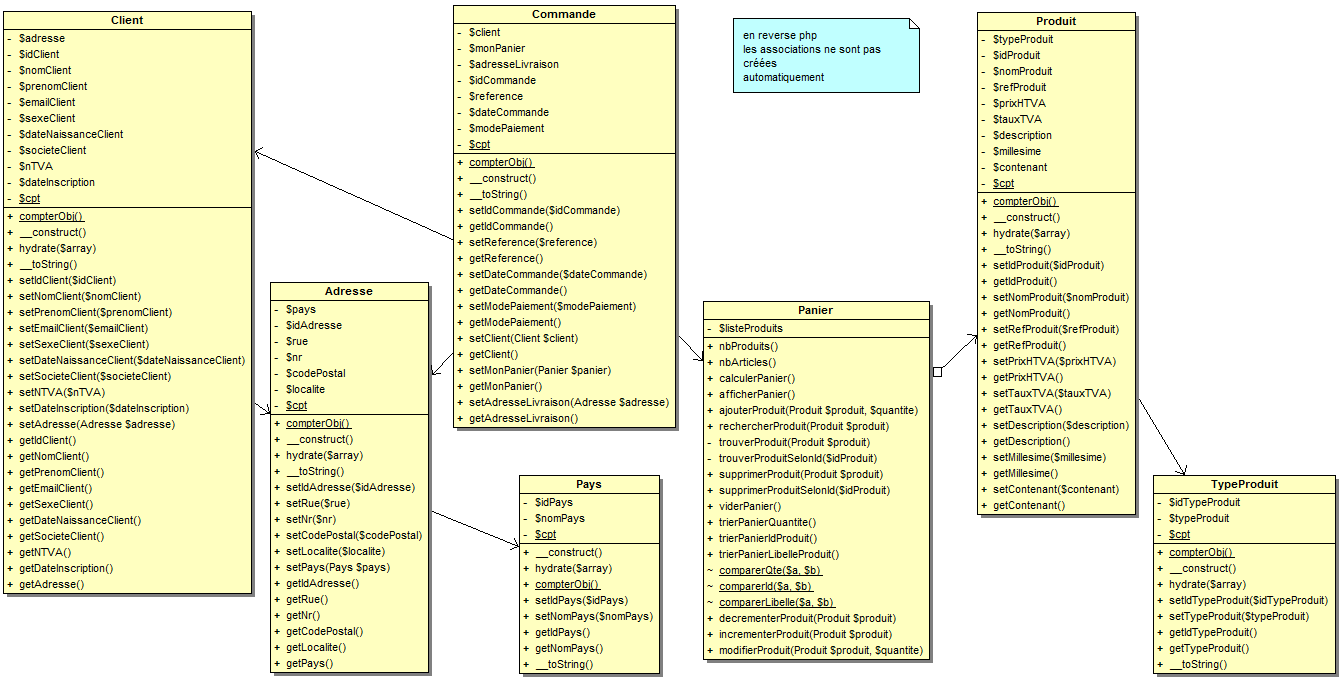 Client
- $adresse
- $idClient
- $nomClient
- $prenomClient
- $emailClient
- $sexeClient
- $dateNaissanceClient
- $societeClient
- $nTVA
- $dateInscription
- $cpt
+ compterObj()
+ __construct()
+ hydrate($array)
+ __toString()
+ setIdClient($idClient)
+ setNomClient($nomClient)
+ setPrenomClient($prenomClient)
+ setEmailClient($emailClient)
+ setSexeClient($sexeClient)
+ setDateNaissanceClient($dateNaissanceClient)
+ setSocieteClient($societeClient)
+ setNTVA($nTVA)
+ setDateInscription($dateInscription)
+ setAdresse(Adresse $adresse)
+ getIdClient()
+ getNomClient()
+ getPrenomClient()
+ getEmailClient()
+ getSexeClient()
+ getDateNaissanceClient()
+ getSocieteClient()
+ getNTVA()
+ getDateInscription()
+ getAdresse()
Adresse
- $pays
- $idAdresse
- $rue
- $nr
- $codePostal
- $localite
- $cpt
+ compterObj()
+ __construct()
+ hydrate($array)
+ __toString()
+ setIdAdresse($idAdresse)
+ setRue($rue)
+ setNr($nr)
+ setCodePostal($codePostal)
+ setLocalite($localite)
+ setPays(Pays $pays)
+ getIdAdresse()
+ getRue()
+ getNr()
+ getCodePostal()
+ getLocalite()
+ getPays()
Commande
- $client
- $monPanier
- $adresseLivraison
- $idCommande
- $reference
- $dateCommande
- $modePaiement
- $cpt
+ compterObj()
+ __construct()
+ __toString()
+ setIdCommande($idCommande)
+ getIdCommande()
+ setReference($reference)
+ getReference()
+ setDateCommande($dateCommande)
+ getDateCommande()
+ setModePaiement($modePaiement)
+ getModePaiement()
+ setClient(Client $client)
+ getClient()
+ setMonPanier(Panier $panier)
+ getMonPanier()
+ setAdresseLivraison(Adresse $adresse)
+ getAdresseLivraison()
Pays
- $idPays
- $nomPays
- $cpt
+ __construct()
+ hydrate($array)
+ compterObj()
+ setIdPays($idPays)
+ setNomPays($nomPays)
+ getIdPays()
+ getNomPays()
+ __toString()
en reverse php
les associations ne sont pas
créées
automatiquement
Panier
- $listeProduits
+ nbProduits()
+ nbArticles()
+ calculerPanier()
+ afficherPanier()
+ ajouterProduit(Produit $produit, $quantite)
+ rechercherProduit(Produit $produit)
- trouverProduit(Produit $produit)
- trouverProduitSelonId($idProduit)
+ supprimerProduit(Produit $produit)
+ supprimerProduitSelonId($idProduit)
+ viderPanier()
+ trierPanierQuantite()
+ trierPanierIdProduit()
+ trierPanierLibelleProduit()
~ comparerQte($a, $b)
~ comparerId($a, $b)
~ comparerLibelle($a, $b)
+ decrementerProduit(Produit $produit)
+ incrementerProduit(Produit $produit)
+ modifierProduit(Produit $produit, $quantite)
Produit
- $typeProduit
- $idProduit
- $nomProduit
- $refProduit
- $prixHTVA
- $tauxTVA
- $description
- $millesime
- $contenant
- $cpt
+ compterObj()
+ __construct()
+ hydrate($array)
+ __toString()
+ setIdProduit($idProduit)
+ getIdProduit()
+ setNomProduit($nomProduit)
+ getNomProduit()
+ setRefProduit($refProduit)
+ getRefProduit()
+ setPrixHTVA($prixHTVA)
+ getPrixHTVA()
+ setTauxTVA($tauxTVA)
+ getTauxTVA()
+ setDescription($description)
+ getDescription()
+ setMillesime($millesime)
+ getMillesime()
+ setContenant($contenant)
+ getContenant()
TypeProduit
- $idTypeProduit
- $typeProduit
- $cpt
+ compterObj()
+ __construct()
+ hydrate($array)
+ setIdTypeProduit($idTypeProduit)
+ setTypeProduit($typeProduit)
+ getIdTypeProduit()
+ getTypeProduit()
+ __toString()